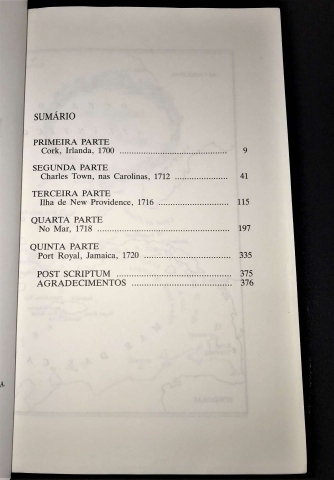 SUMÁRIO
PRIMEIRA PARTE
Cork, Irlanda, 1700 .................................... 9
SEGUNDA PARTE
Charles Town, nas Carolinas, 1712 .................. 41
TERCEIRA PARTE
Ilha de New Providence, 1716 ........................ 115
QUARTA PARTE
No Mar, 1718 .............................................. 197
QUINTA PARTE
Port Royal, Jamaica, 1720 ............................. 335
POST SCRIPTUM ....................................... 375
AGRADECIMENTOS .................................. 376